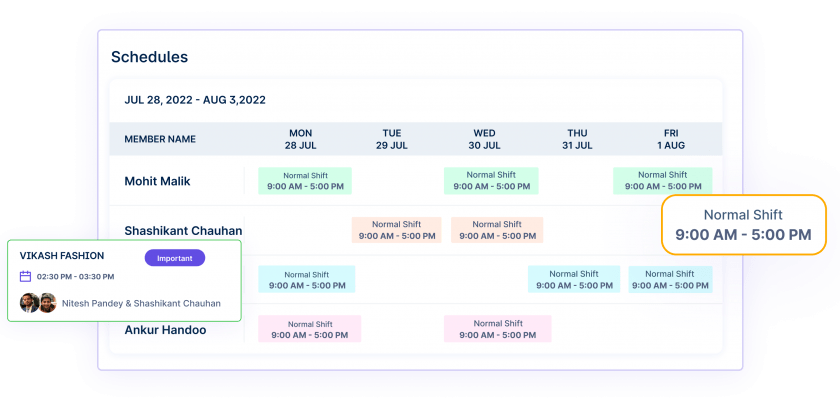 Schedules
JUL 28, 2022 - AUG 3,2022
MEMBER NAME
MON
28 JUL
TUE
29 JUL
WED
30 JUL
THU
31 JUL
FRI
1 AUG
Mohit Malik
Normal Shift
9:00 AM - 5:00 PM
Normal Shift
9:00 AM - 5:00 PM
Normal Shift
9:00 AM - 5:00 PM
Normal Shift
9:00 AM - 5:00 PM
Shashikant Chauhan
Normal Shift
9:00 AM - 5:00 PM
Normal Shift
9:00 AM - 5:00 PM
VIKASH FASHION
Important
02:30 PM - 03:30 PM
Nitesh Pandey & Shashikant Chauhan
Normal Shift
9:00 AM - 5:00 PM
Normal Shift
9:00 AM - 5:00 PM
Normal Shift
9:00 AM - 5:00 PM
Ankur Handoo
Normal Shift
9:00 AM - 5:00 PM
Normal Shift
9:00 AM - 5:00 PM